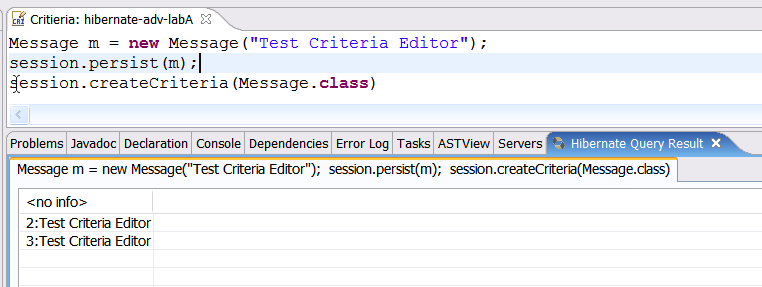 Critieria: hibernate-adv-labA
Message m = new Message("Test Criteria Editor");
session.persist(m);
session.createCriteria(Message.class)
Problems Javadoc Declaration Console Dependencies Error Log Tasks ASTView Servers Hibernate Query Result
Message m = new Message("Test Criteria Editor"); session.persist(m); session.createCriteria(Message.class)
<no info>
2:Test Criteria Editor
3:Test Criteria Editor